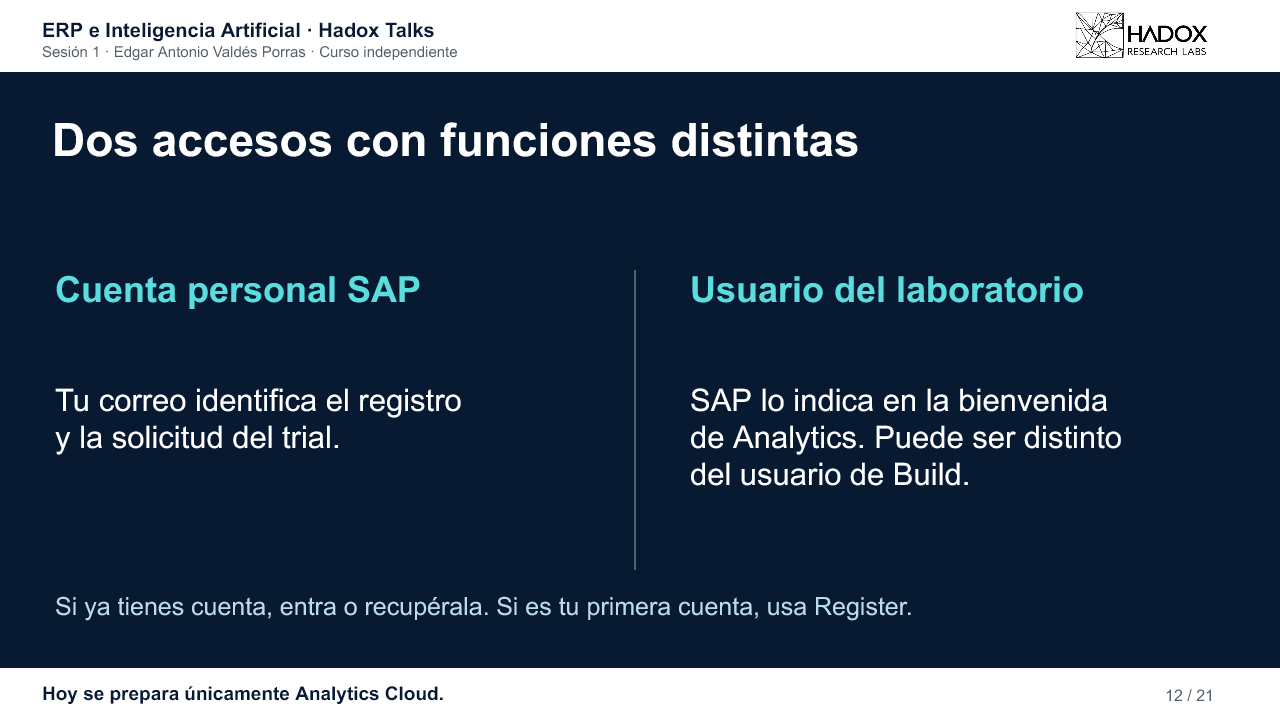 ERP e Inteligencia Artificial · Hadox Talks
Sesión 1 · Edgar Antonio Valdés Porras · Curso independiente
HADOX
RESEARCH LABS
Dos accesos con funciones distintas
Cuenta personal SAP
Tu correo identifica el registro
y la solicitud del trial.
Usuario del laboratorio
SAP lo indica en la bienvenida
de Analytics. Puede ser distinto
del usuario de Build.
Si ya tienes cuenta, entra o recupérala. Si es tu primera cuenta, usa Register.
Hoy se prepara únicamente Analytics Cloud.
12 / 21